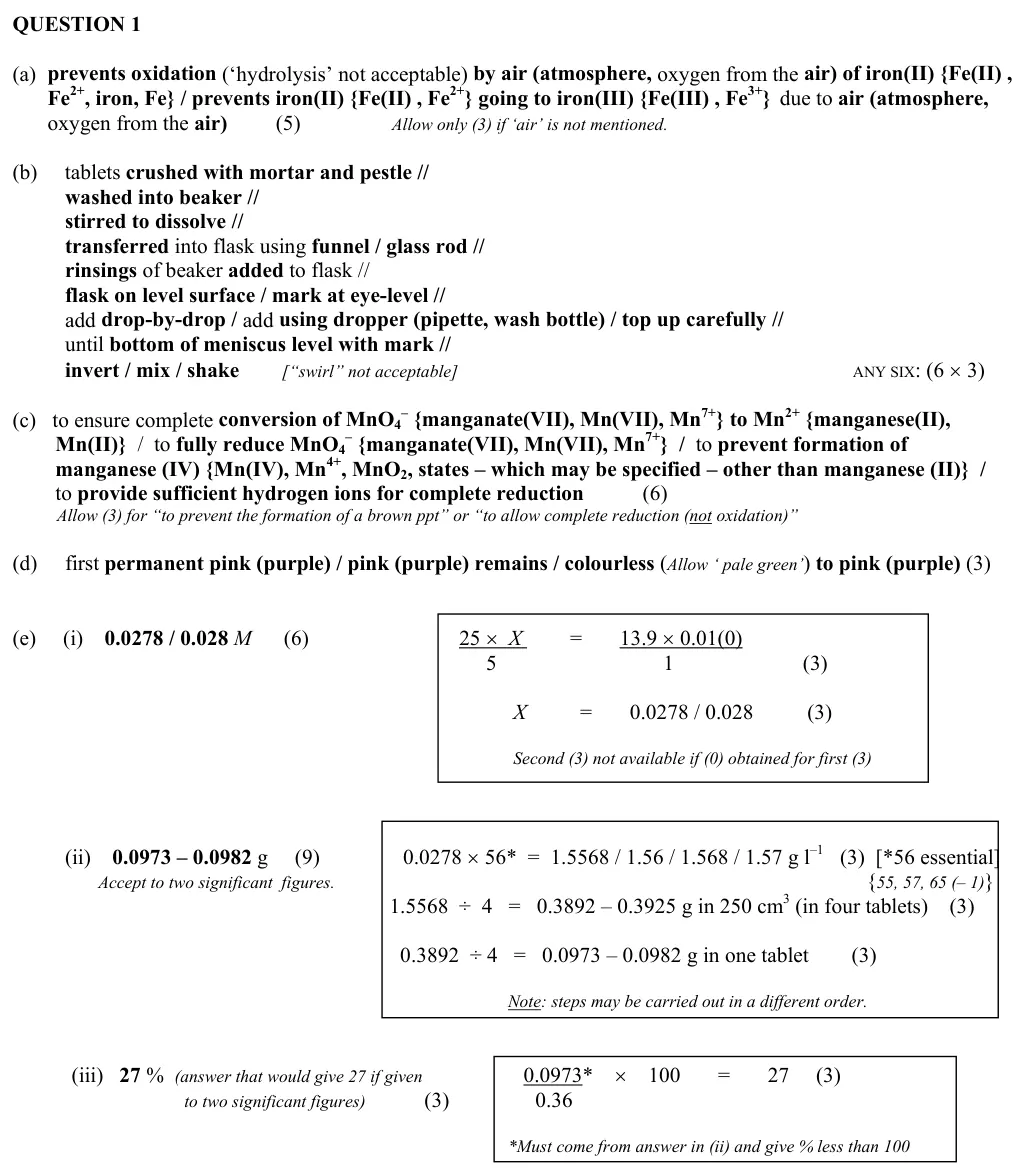 QUESTION 1
(a) prevents oxidation (‘hydrolysis’ not acceptable) by air (atmosphere, oxygen from the air) of iron(II) {Fe(II) ,
Fe2+, iron, Fe} / prevents iron(II) {Fe(II) , Fe2+} going to iron(III) {Fe(III) , Fe3+} due to air (atmosphere,
oxygen from the air) (5) Allow only (3) if ‘air’ is not mentioned.
(b) tablets crushed with mortar and pestle //
washed into beaker //
stirred to dissolve //
transferred into flask using funnel / glass rod //
rinsings of beaker added to flask //
flask on level surface / mark at eye-level //
add drop-by-drop / add using dropper (pipette, wash bottle) / top up carefully //
until bottom of meniscus level with mark //
invert / mix / shake [“swirl” not acceptable] ANY SIX: (6 × 3)
(c) to ensure complete conversion of MnO4– {manganate(VII), Mn(VII), Mn7+} to Mn2+ {manganese(II),
Mn(II)} / to fully reduce MnO4– {manganate(VII), Mn(VII), Mn7+} / to prevent formation of
manganese (IV) {Mn(IV), Mn4+, MnO2, states – which may be specified – other than manganese (II)} /
to provide sufficient hydrogen ions for complete reduction (6)
Allow (3) for “to prevent the formation of a brown ppt” or “to allow complete reduction (not oxidation)”
(d) first permanent pink (purple) / pink (purple) remains / colourless (Allow ‘ pale green’) to pink (purple) (3)
(e) (i) 0.0278 / 0.028 M (6)
25 × X = 13.9 × 0.01(0)
5 1 (3)
X = 0.0278 / 0.028 (3)
Second (3) not available if (0) obtained for first (3)
(ii) 0.0973 – 0.0982 g (9)
Accept to two significant figures.
0.0278 × 56* = 1.5568 / 1.56 / 1.568 / 1.57 g l–1 (3) [*56 essential]
{55, 57, 65 (– 1)}
1.5568 ÷ 4 = 0.3892 – 0.3925 g in 250 cm3 (in four tablets) (3)
0.3892 ÷ 4 = 0.0973 – 0.0982 g in one tablet (3)
Note: steps may be carried out in a different order.
(iii) 27 % (answer that would give 27 if given
to two significant figures) (3)
0.0973* × 100 = 27 (3)
0.36
*Must come from answer in (ii) and give % less than 100